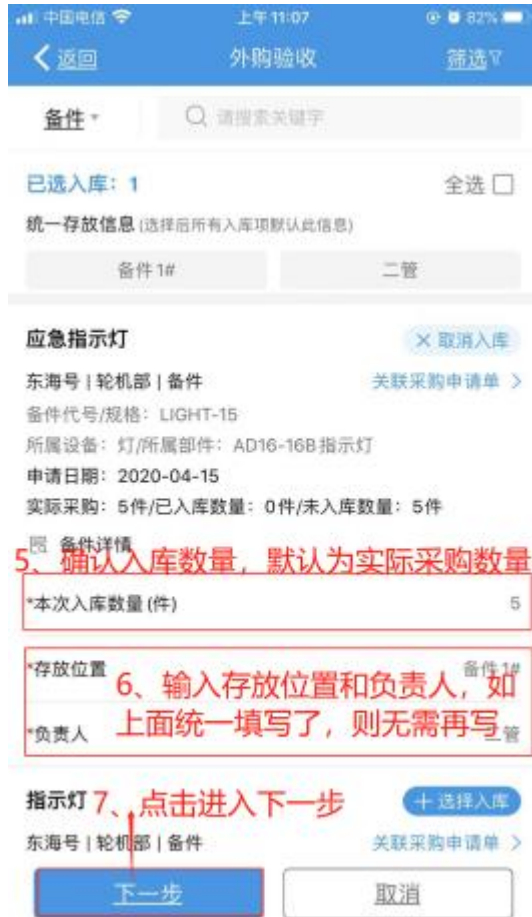 中国电信 上午11:07 82%
返回 外购验收 筛选
备件 请搜索关键字
已选入库：1 全选
统一存放信息 (选择后所有入库项默认此信息)
备件1# 二管
应急指示灯 × 取消入库
东海号 | 轮机部 | 备件 关联采购申请单 >
备件代号/规格：LIGHT-15
所属设备：灯/所属部件：AD16-16B指示灯
申请日期：2020-04-15
实际采购：5件/已入库数量：0件/未入库数量：5件
备件详情
5、确认入库数量，默认为实际采购数量
*本次入库数量(件) 5
*存放位置 备件1#
6、输入存放位置和负责人，如
上面统一填写了，则无需再写
*负责人 二管
指示灯 7、点击进入下一步 + 选择入库
东海号 | 轮机部 | 备件 关联采购申请单 >
下一步 取消